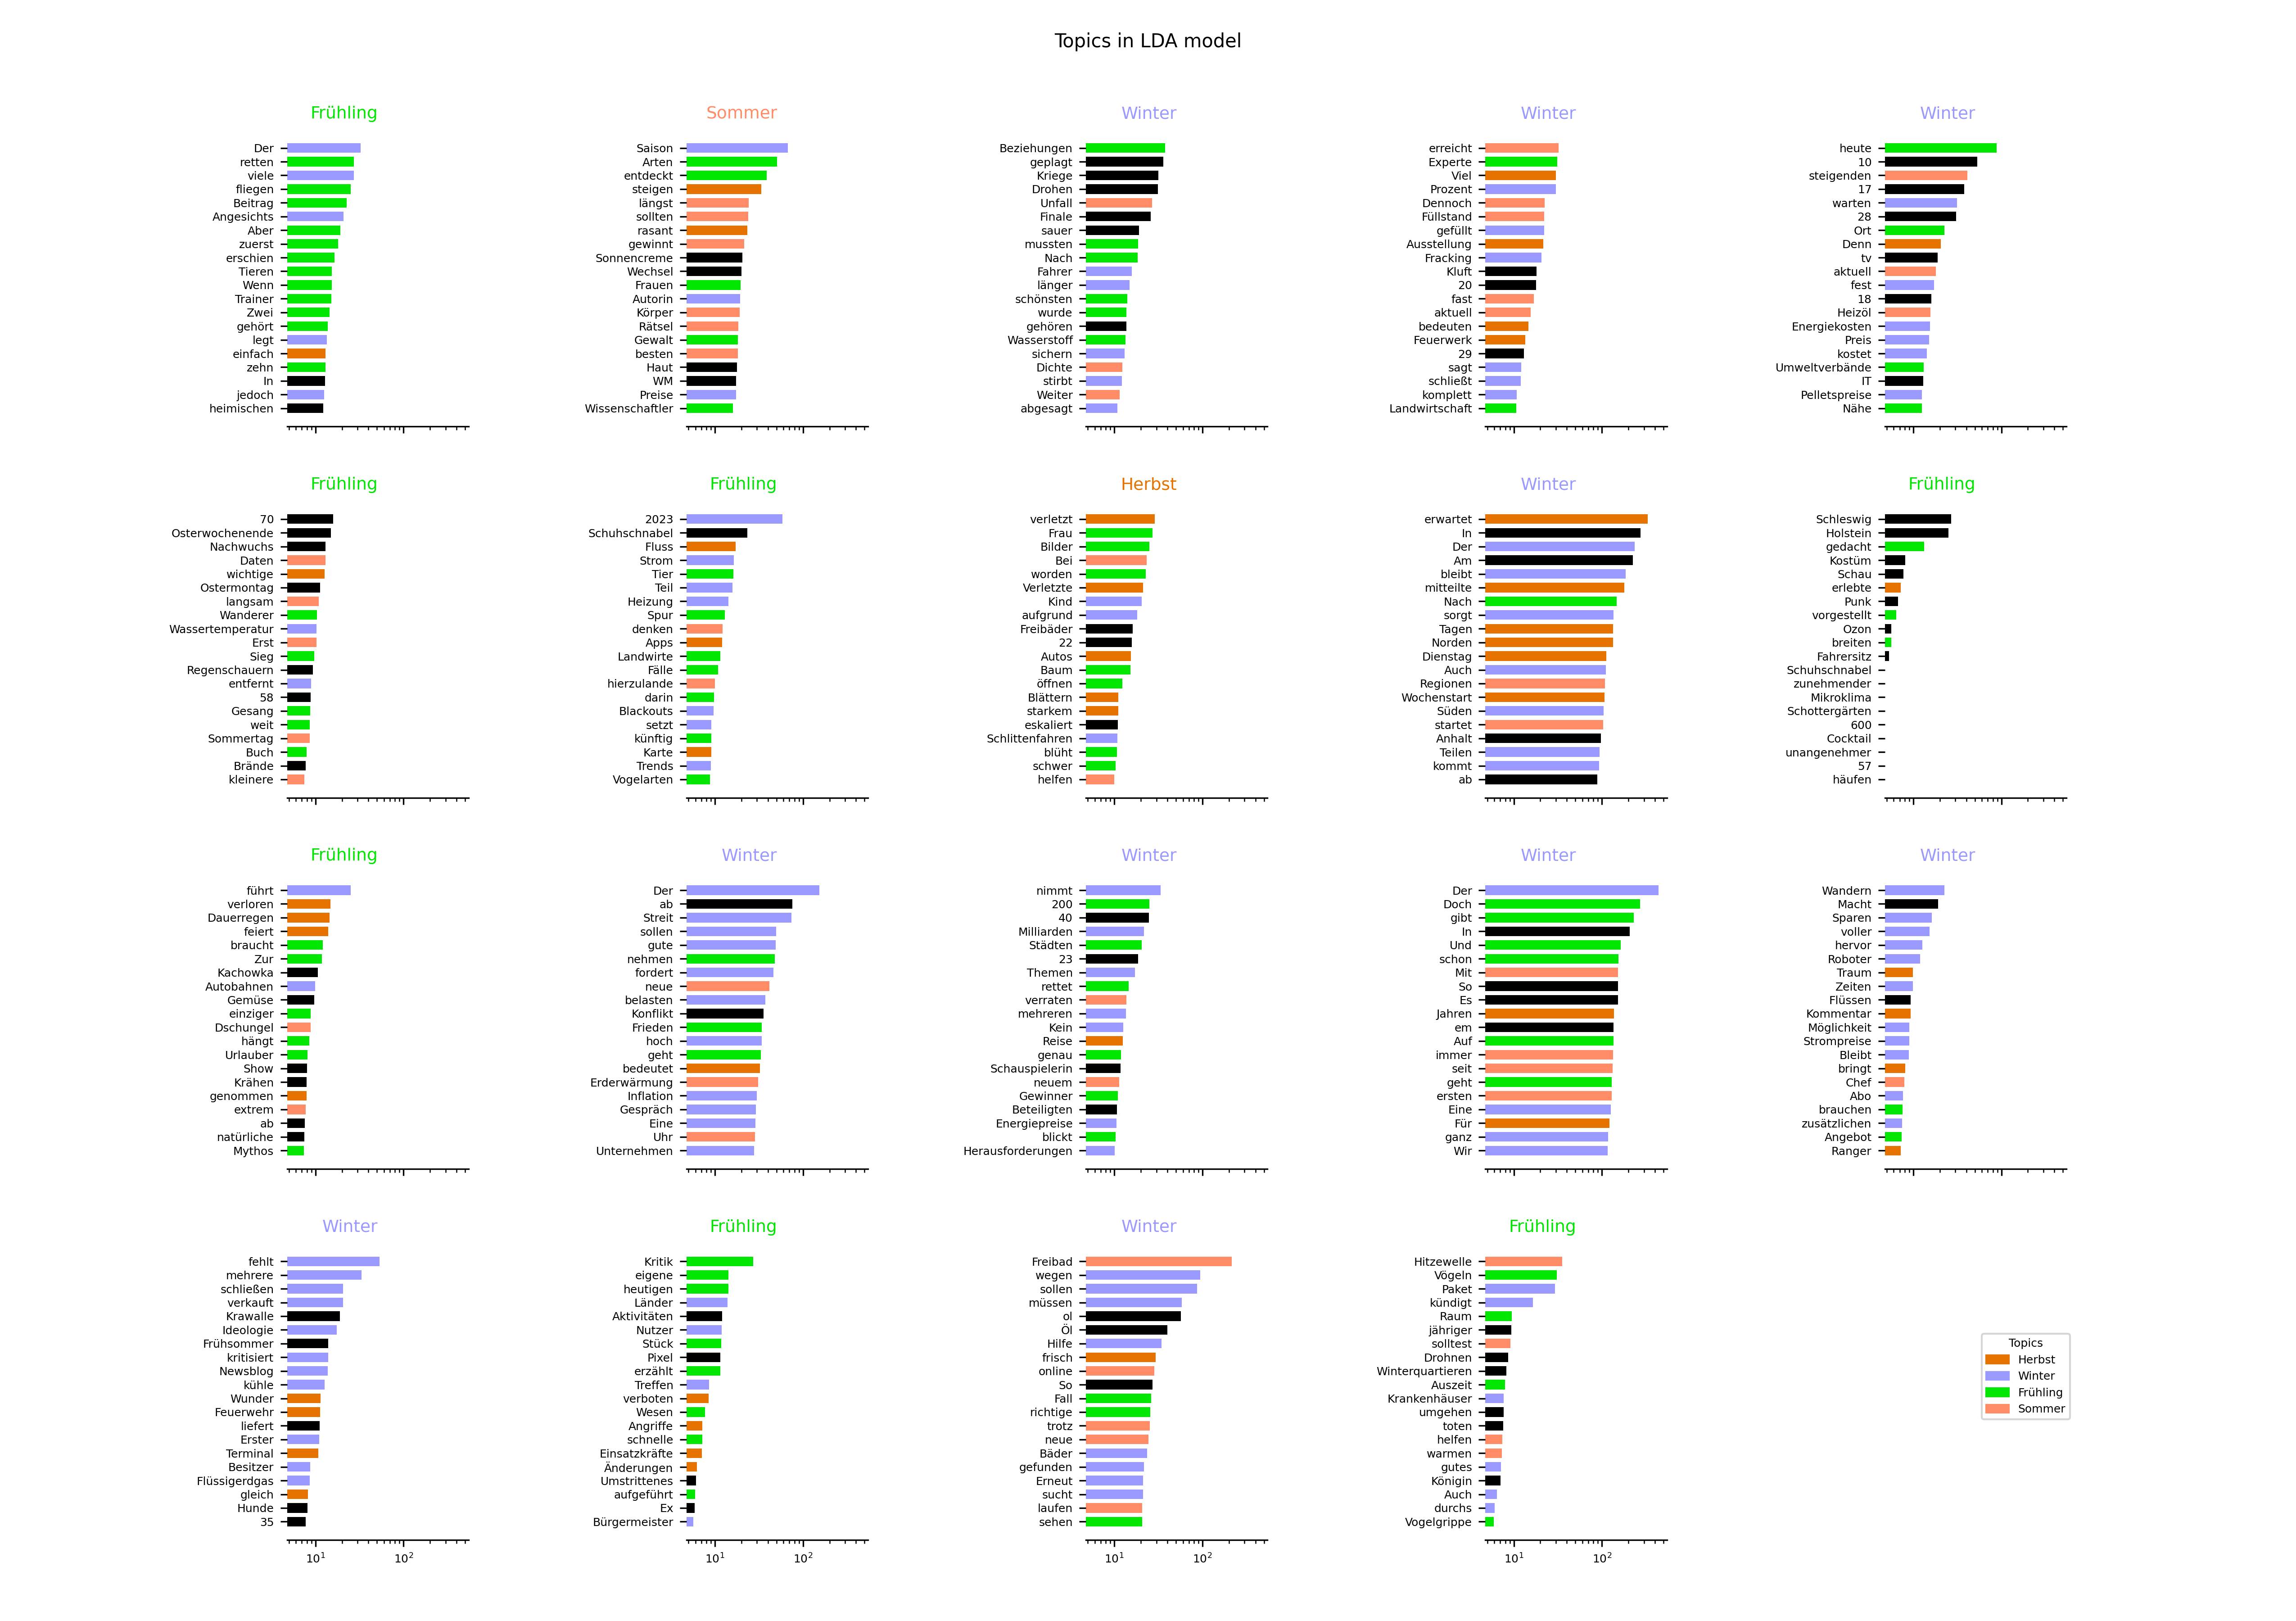 Topics in LDA model
Frühling
Der
retten
viele
fliegen
Beitrag
Angesichts
Aber
zuerst
erschien
Tieren
Wenn
Trainer
Zwei
gehört
legt
einfach
zehn
In
jedoch
heimischen
Sommer
Saison
Arten
entdeckt
steigen
längst
sollten
rasant
gewinnt
Sonnencreme
Wechsel
Frauen
Autorin
Körper
Rätsel
Gewalt
besten
Haut
WM
Preise
Wissenschaftler
Winter
Beziehungen
geplagt
Kriege
Drohen
Unfall
Finale
sauer
mussten
Nach
Fahrer
länger
schönsten
wurde
gehören
Wasserstoff
sichern
Dichte
stirbt
Weiter
abgesagt
Winter
erreicht
Experte
Viel
Prozent
Dennoch
Füllstand
gefüllt
Ausstellung
Fracking
Kluft
20
fast
aktuell
bedeuten
Feuerwerk
29
sagt
schließt
komplett
Landwirtschaft
Winter
heute
10
steigenden
17
warten
28
Ort
Denn
tv
aktuell
fest
18
Heizöl
Energiekosten
Preis
kostet
Umweltverbände
IT
Pelletspreise
Nähe
Frühling
70
Osterwochenende
Nachwuchs
Daten
wichtige
Ostermontag
langsam
Wanderer
Wassertemperatur
Erst
Sieg
Regenschauern
entfernt
58
Gesang
weit
Sommertag
Buch
Brände
kleinere
Frühling
2023
Schuhschnabel
Fluss
Strom
Tier
Teil
Heizung
Spur
denken
Apps
Landwirte
Fälle
hierzulande
darin
Blackouts
setzt
künftig
Karte
Trends
Vogelarten
Herbst
verletzt
Frau
Bilder
Bei
worden
Verletzte
Kind
aufgrund
Freibäder
22
Autos
Baum
öffnen
Blättern
starkem
eskaliert
Schlittenfahren
blüht
schwer
helfen
Winter
erwartet
In
Der
Am
bleibt
mitteilte
Nach
sorgt
Tagen
Norden
Dienstag
Auch
Regionen
Wochenstart
Süden
startet
Anhalt
Teilen
kommt
ab
Frühling
Schleswig
Holstein
gedacht
Kostüm
Schau
erlebte
Punk
vorgestellt
Ozon
breiten
Fahrersitz
Schuhschnabel
zunehmender
Mikroklima
Schottergärten
600
Cocktail
unangenehmer
57
häufen
Frühling
führt
verloren
Dauerregen
feiert
braucht
Zur
Kachowka
Autobahnen
Gemüse
einziger
Dschungel
hängt
Urlauber
Show
Krähen
genommen
extrem
ab
natürliche
Mythos
Winter
Der
ab
Streit
sollen
gute
nehmen
fordert
neue
belasten
Konflikt
Frieden
hoch
geht
bedeutet
Erderwärmung
Inflation
Gespräch
Eine
Uhr
Unternehmen
Winter
nimmt
200
40
Milliarden
Städten
23
Themen
rettet
verraten
mehreren
Kein
Reise
genau
Schauspielerin
neuem
Gewinner
Beteiligten
Energiepreise
blickt
Herausforderungen
Winter
Der
Doch
gibt
In
Und
schon
Mit
So
Es
Jahren
em
Auf
immer
seit
geht
ersten
Eine
Für
ganz
Wir
Winter
Wandern
Macht
Sparen
voller
hervor
Roboter
Traum
Zeiten
Flüssen
Kommentar
Möglichkeit
Strompreise
Bleibt
bringt
Chef
Abo
brauchen
zusätzlichen
Angebot
Ranger
Winter
fehlt
mehrere
schließen
verkauft
Krawalle
Ideologie
Frühsommer
kritisiert
Newsblog
kühle
Wunder
Feuerwehr
liefert
Erster
Terminal
Besitzer
Flüssigerdgas
gleich
Hunde
35
10¹ 10²
Frühling
Kritik
eigene
heutigen
Länder
Aktivitäten
Nutzer
Stück
Pixel
erzählt
Treffen
verboten
Wesen
Angriffe
schnelle
Einsatzkräfte
Änderungen
Umstrittenes
aufgeführt
Ex
Bürgermeister
10¹ 10²
Winter
Freibad
wegen
sollen
müssen
ol
Öl
Hilfe
frisch
online
So
Fall
richtige
trotz
neue
Bäder
gefunden
Erneut
sucht
laufen
sehen
10¹ 10²
Frühling
Hitzewelle
Vögeln
Paket
kündigt
Raum
jähriger
solltest
Drohnen
Winterquartieren
Auszeit
Krankenhäuser
umgehen
toten
helfen
warmen
gutes
Königin
Auch
durchs
Vogelgrippe
10¹ 10²
Topics
Herbst
Winter
Frühling
Sommer